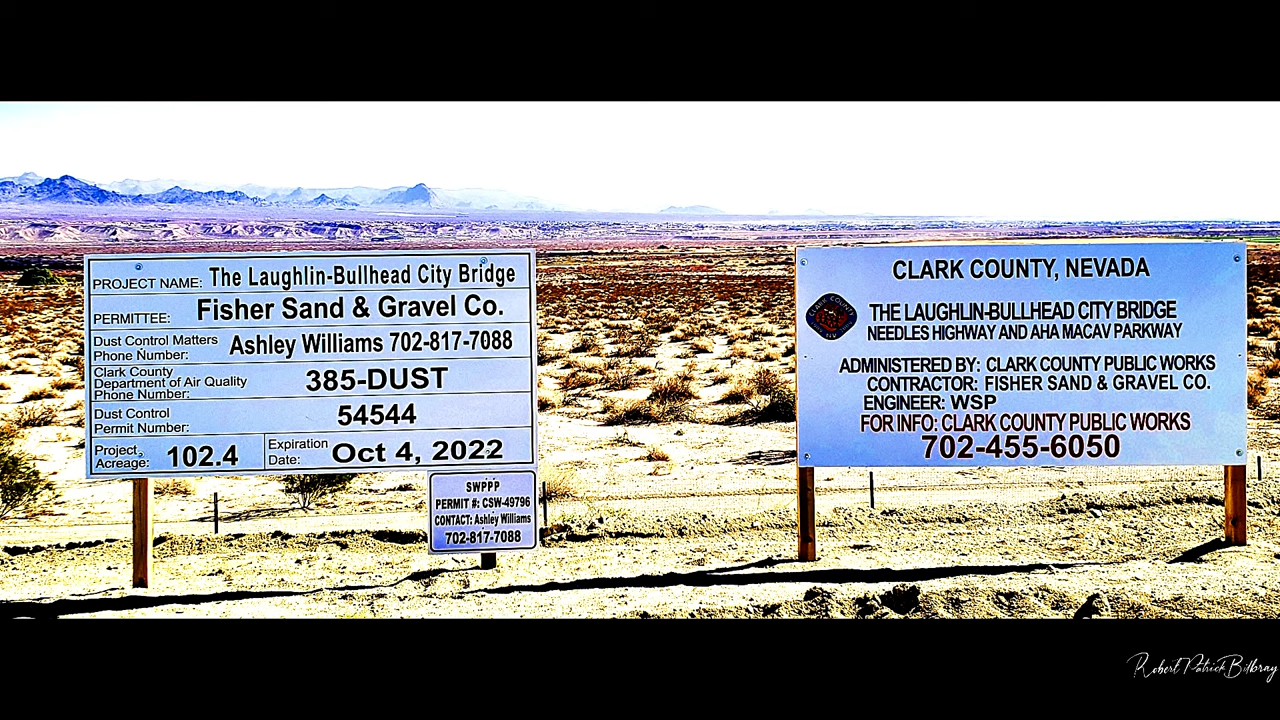 PROJECT NAME: The Laughlin-Bullhead City Bridge
PERMITTEE: Fisher Sand & Gravel Co.
Dust Control Matters
Phone Number: Ashley Williams 702-817-7088
Clark County
Department of Air Quality
Phone Number: 385-DUST
Dust Control
Permit Number: 54544
Project
Acreage: 102.4
Expiration
Date: Oct 4, 2022
SWPPP
PERMIT #: CSW-49796
CONTACT: Ashley Williams
702-817-7088
CLARK COUNTY, NEVADA
CLARK COUNTY
THE LAUGHLIN-BULLHEAD CITY BRIDGE
NEEDLES HIGHWAY AND AHA MACAV PARKWAY
ADMINISTERED BY: CLARK COUNTY PUBLIC WORKS
CONTRACTOR: FISHER SAND & GRAVEL CO.
ENGINEER: WSP
FOR INFO: CLARK COUNTY PUBLIC WORKS
702-455-6050
Robert Patrick Bilbray